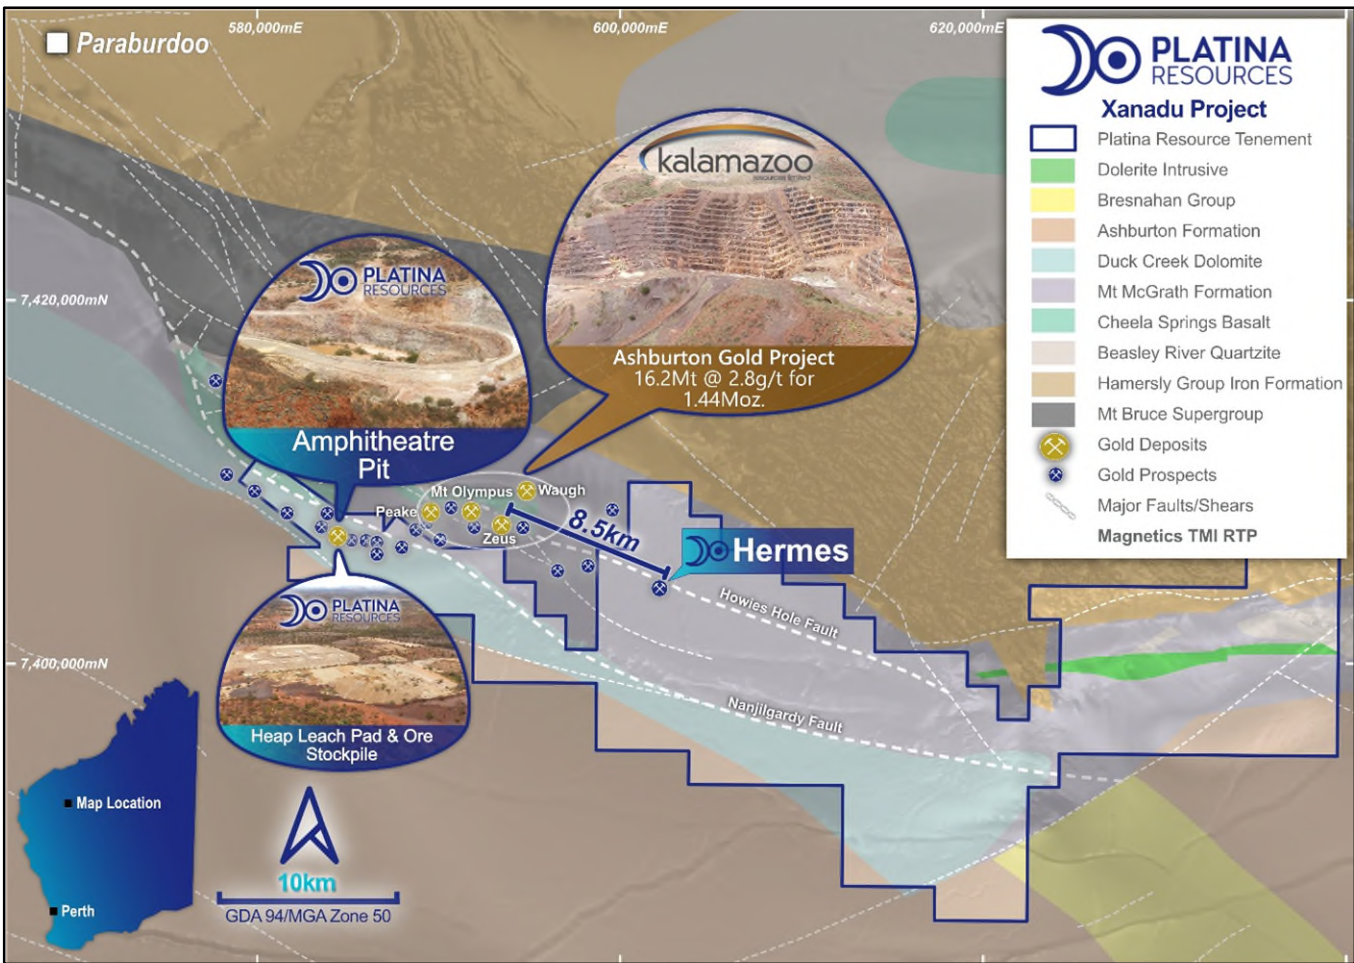 580,000mE
600,000mE
620,000mE
Paraburdoo
PLATINA
RESOURCES
Xanadu Project
Platina Resource Tenement
Dolerite Intrusive
Bresnahan Group
Ashburton Formation
Duck Creek Dolomite
Mt McGrath Formation
Cheela Springs Basalt
Beasley River Quartzite
Hamersly Group Iron Formation
Mt Bruce Supergroup
Gold Deposits
Gold Prospects
Major Faults/Shears
Magnetics TMI RTP
kalamazoo
resources limited
Ashburton Gold Project
16.2Mt @ 2.8g/t for
1.44Moz.
PLATINA
RESOURCES
Amphitheatre
Pit
7,420,000mN
Mt Olympus
Waugh
Peake
Zeus
8.5km
Hermes
Howies Hole Fault
Nanjilgardy Fault
7,400,000mN
PLATINA
RESOURCES
Heap Leach Pad & Ore
Stockpile
Map Location
Perth
10km
GDA 94/MGA Zone 50